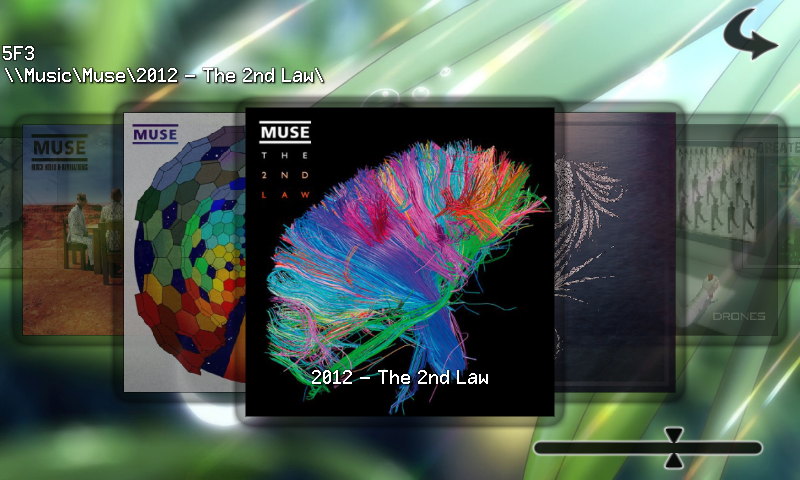 5F3
\\Music\Muse\2012 – The 2nd Law\
MUSE
MUSE
MUSE
THE
2ND
LAW
DRONES
2012 – The 2nd Law